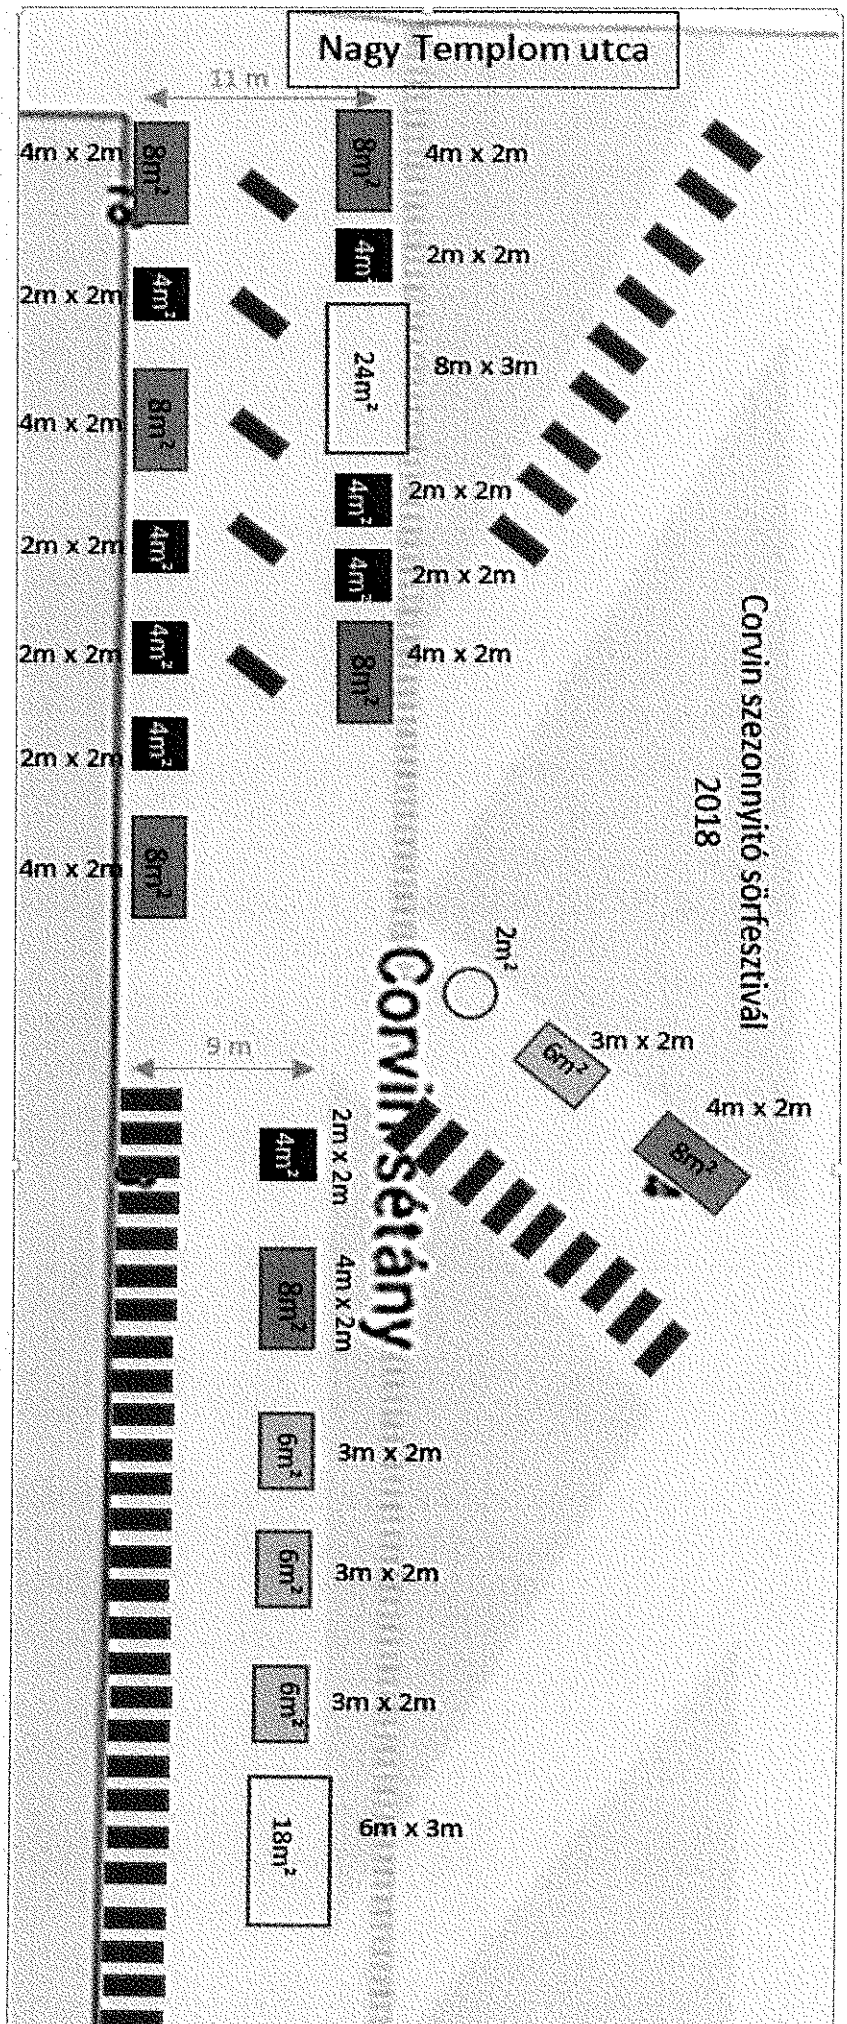 Nagy Templom utca
11 m
4m x 2m
8m²
8m²
4m x 2m
4m²
2m x 2m
2m x 2m
4m²
24m²
8m x 3m
4m x 2m
8m²
4m²
2m x 2m
2m x 2m
4m²
4m²
2m x 2m
2m x 2m
4m²
8m²
4m x 2m
2m x 2m
4m²
4m x 2m
8m²
Corvin szezonnyitó sörfesztivál
2018
2m²
Corvin sétány
9 m
6m²
3m x 2m
4m x 2m
8m²
4m²
2m x 2m
8m²
4m x 2m
6m²
3m x 2m
6m²
3m x 2m
6m²
3m x 2m
18m²
6m x 3m